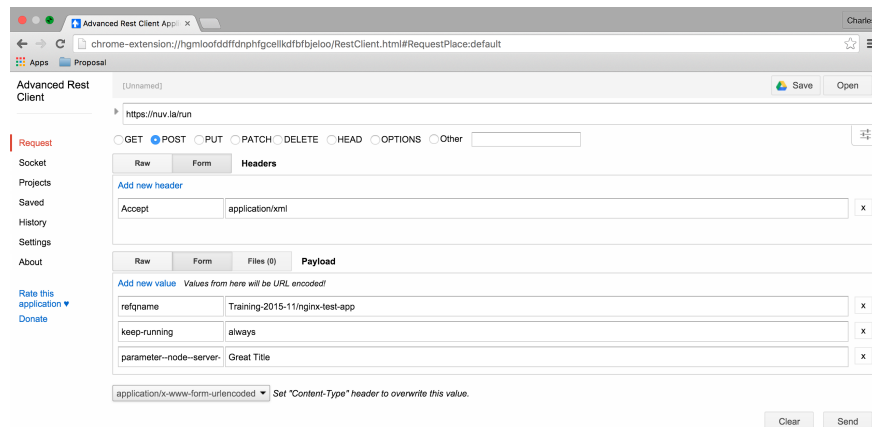 Advanced Rest Client Appli ×
Charles
chrome-extension://hgmloofddffdnphfgcellkdfbfbjeloo/RestClient.html#RequestPlace:default
Apps Proposal
Advanced Rest
Client
[Unnamed]
Save Open
https://nuv.la/run
GET POST PUT PATCH DELETE HEAD OPTIONS Other
Request
Socket
Projects
Saved
History
Settings
About
Rate this
application ♥
Donate
Raw Form Headers
Add new header
Accept application/xml x
Raw Form Files (0) Payload
Add new value Values from here will be URL encoded!
refqname Training-2015-11/nginx-test-app x
keep-running always x
parameter--node--server- Great Title x
application/x-www-form-urlencoded Set "Content-Type" header to overwrite this value.
Clear Send